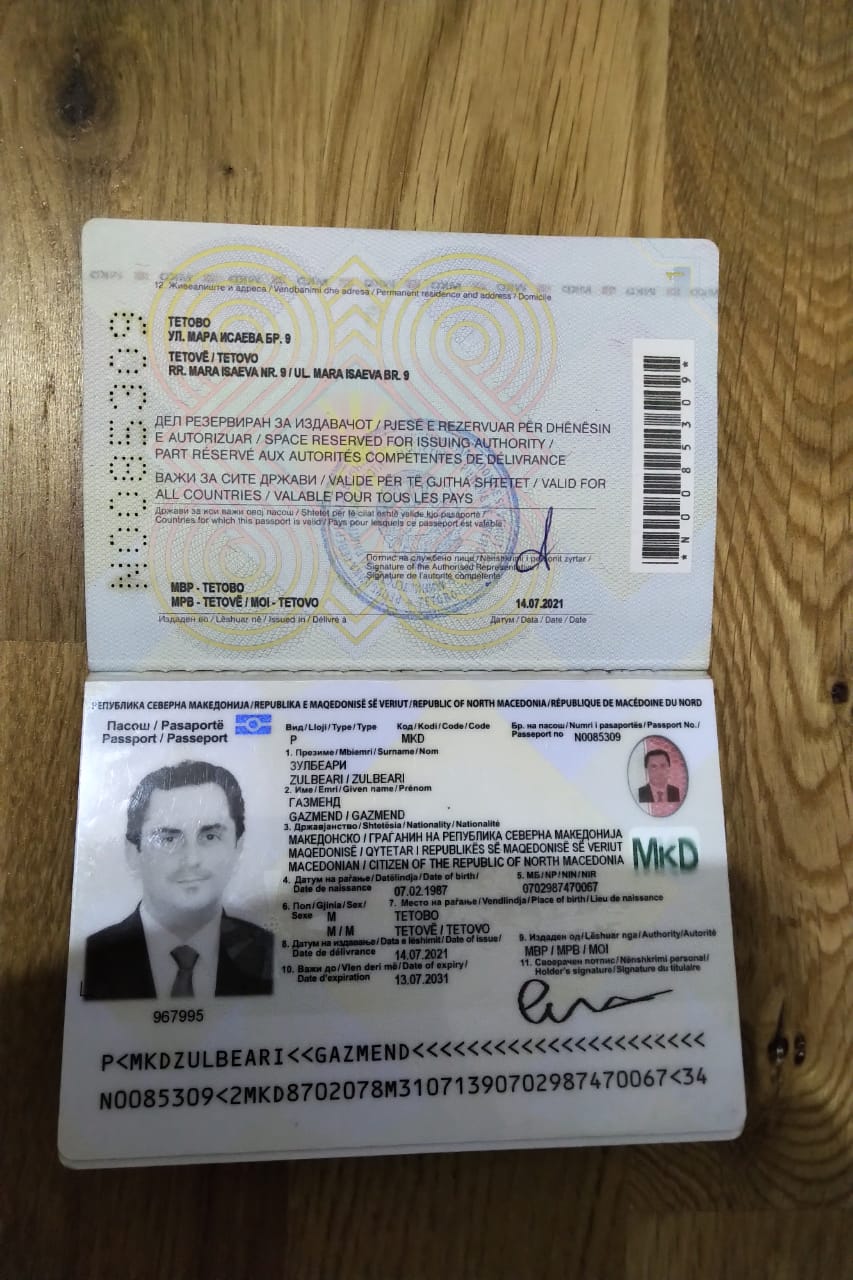 12. Живеалиште и адреса / Vendbanimi dhe adresa / Permanent residence and address / Domicile
ТЕТОВО
УЛ. МАРА ИСАЕВА БР. 9
TETOVË / TETOVO
RR. MARA ISAEVA NR. 9 / UL. MARA ISAEVA BR. 9
N0085309
*N0085309*
ДЕЛ РЕЗЕРВИРАН ЗА ИЗДАВАЧОТ / PJESË E REZERVUAR PËR DHËNËSIN
E AUTORIZUAR / SPACE RESERVED FOR ISSUING AUTHORITY /
PART RÉSERVÉ AUX AUTORITÉS COMPÉTENTES DE DÉLIVRANCE
ВАЖИ ЗА СИТЕ ДРЖАВИ / VALIDE PËR TË GJITHA SHTETET / VALID FOR
ALL COUNTRIES / VALABLE POUR TOUS LES PAYS
Држави за кои важи овој пасош / Shtetet për të cilat është valide kjo pasaportë /
Countries for which this passport is valid / Pays pour lesquels ce passeport est valable
Потпис на службено лице / Nënshkrimi i personit zyrtar /
Signature of the Authorised Representative
Signature de l'autorité compétente
МВР - ТЕТОВО
MPB - TETOVË / MOI - TETOVO
14.07.2021
Издаден во / Lëshuar në / Issued in / Délivré à
Датум / Data / Date / Date
РЕПУБЛИКА СЕВЕРНА МАКЕДОНИЈА/REPUBLIKA E MAQEDONISË SË VERIUT/REPUBLIC OF NORTH MACEDONIA/RÉPUBLIQUE DE MACÉDOINE DU NORD
Пасош / Pasaportë
Passport / Passeport
Вид/Lloji/Type/Type
Код/Kodi/Code/Code
Бр. на пасош/Numri i pasaportës/Passport No./
Passeport no N0085309
P
MKD
1. Презиме/Mbiemri/Surname/Nom
ЗУЛБЕАРИ
ZULBEARI / ZULBEARI
2. Име/Emri/Given name/Prénom
ГАЗМЕНД
GAZMEND / GAZMEND
3. Државјанство/Shtetësia/Nationality/Nationalité
МАКЕДОНСКО / ГРАЃАНИН НА РЕПУБЛИКА СЕВЕРНА МАКЕДОНИЈА
MAQEDONISË / QYTETAR I REPUBLIKËS SË MAQEDONISË SË VERIUT
MACEDONIAN / CITIZEN OF THE REPUBLIC OF NORTH MACEDONIA
MKD
4. Датум на раѓање/Datëlindja/Date of birth/
Date de naissance
07.02.1987
5. МБ/NP/NIN/NIR
0702987470067
6. Пол/Gjinia/Sex/
Sexe
М
M / M
7. Место на раѓање/Vendlindja/Place of birth/Lieu de naissance
ТЕТОВО
TETOVË / TETOVO
8. Датум на издавање/Data e lëshimit/Date of issue/
Date de délivrance
14.07.2021
9. Издаден од/Lëshuar nga/Authority/Autorité
МВР / MPB / MOI
10. Важи до/Vlen deri më/Date of expiry/
Date d'expiration
13.07.2031
11. Своерачен потпис/Nënshkrimi personal/
Holder's signature/Signature du titulaire
967995
P<MKDZULBEARI<<GAZMEND<<<<<<<<<<<<<<<<<<<<<<
N0085309<2MKD8702078M31071390702987470067<34